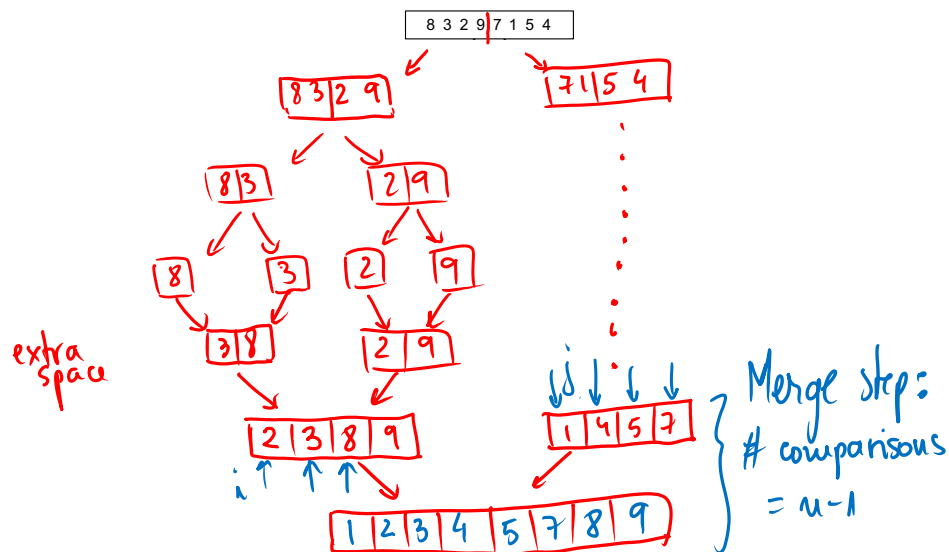 8 3 2 9 7 1 5 4
8 3 2 9
7 1 5 4
8 3
2 9
8
3
2
9
3 8
2 9
extra
space
2 3 8 9
j
1 4 5 7
i
1 2 3 4 5 7 8 9
Merge step:
# comparisons
= n-1